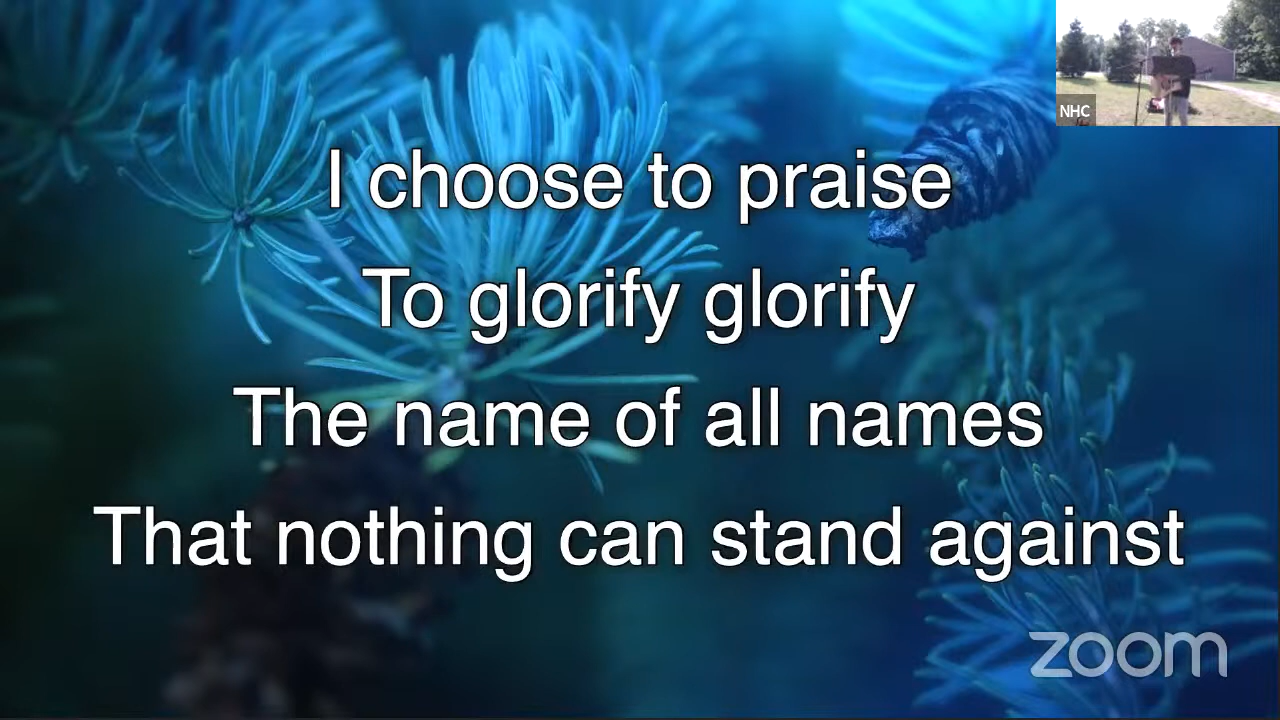 NHC
I choose to praise
To glorify glorify
The name of all names
That nothing can stand against
zoom